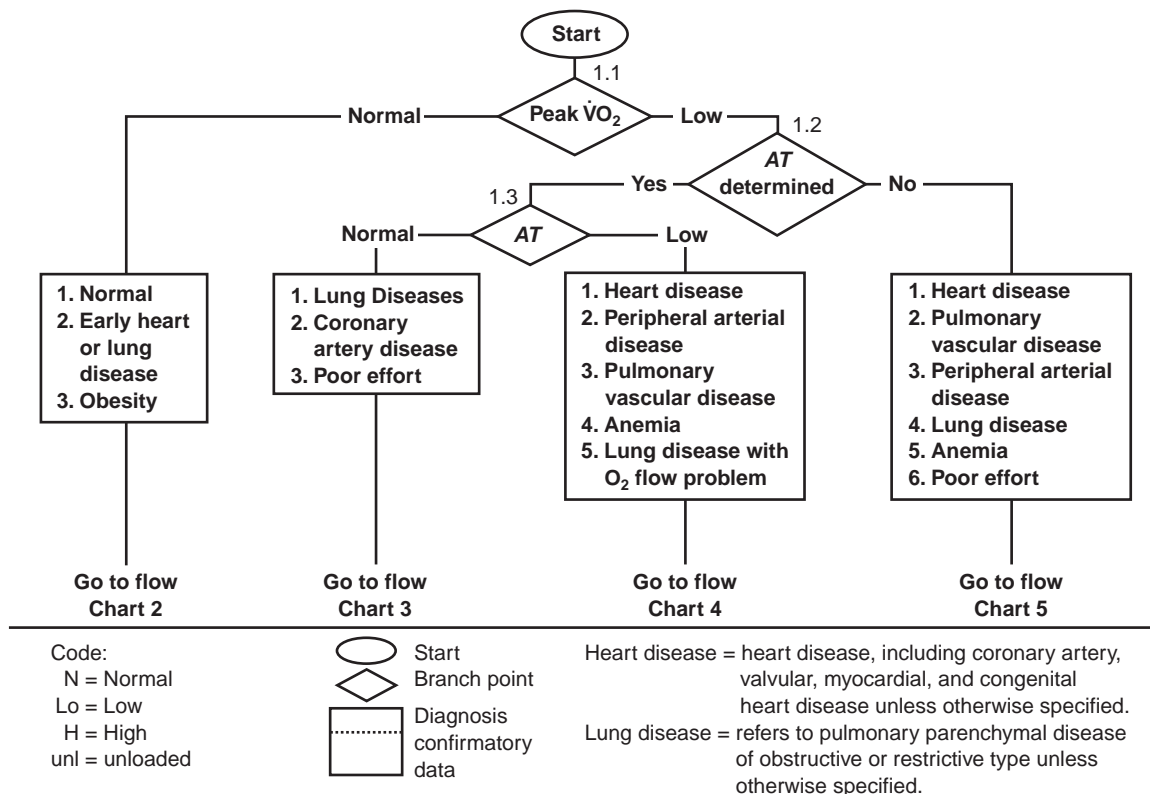 Start
1.1
Normal
Peak V̇O₂
Low
1.2
AT
determined
Yes
No
1.3
Normal
AT
Low
1. Normal
2. Early heart
or lung
disease
3. Obesity
1. Lung Diseases
2. Coronary
artery disease
3. Poor effort
1. Heart disease
2. Peripheral arterial
disease
3. Pulmonary
vascular disease
4. Anemia
5. Lung disease with
O₂ flow problem
1. Heart disease
2. Pulmonary
vascular disease
3. Peripheral arterial
disease
4. Lung disease
5. Anemia
6. Poor effort
Go to flow
Chart 2
Go to flow
Chart 3
Go to flow
Chart 4
Go to flow
Chart 5
Code:
N = Normal
Lo = Low
H = High
unl = unloaded
Start
Branch point
Diagnosis
confirmatory
data
Heart disease = heart disease, including coronary artery,
valvular, myocardial, and congenital
heart disease unless otherwise specified.
Lung disease = refers to pulmonary parenchymal disease
of obstructive or restrictive type unless
otherwise specified.